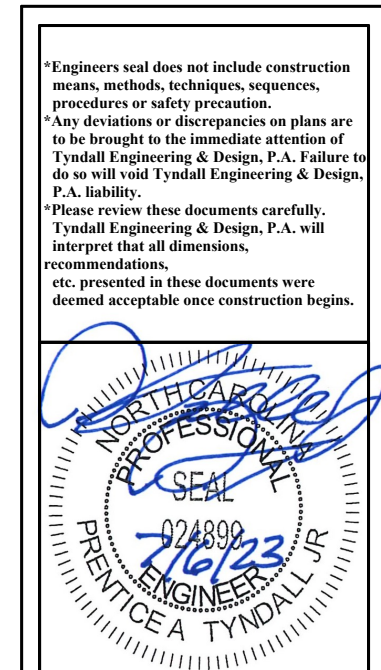 *Engineers seal does not include construction
means, methods, techniques, sequences,
procedures or safety precaution.
*Any deviations or discrepancies on plans are
to be brought to the immediate attention of
Tyndall Engineering & Design, P.A. Failure to
do so will void Tyndall Engineering & Design,
P.A. liability.
*Please review these documents carefully.
Tyndall Engineering & Design, P.A. will
interpret that all dimensions,
recommendations,
etc. presented in these documents were
deemed acceptable once construction begins.
NORTH CAROLINA
PROFESSIONAL
SEAL
024899
7/6/23
ENGINEER
PRENTICE A TYNDALL JR